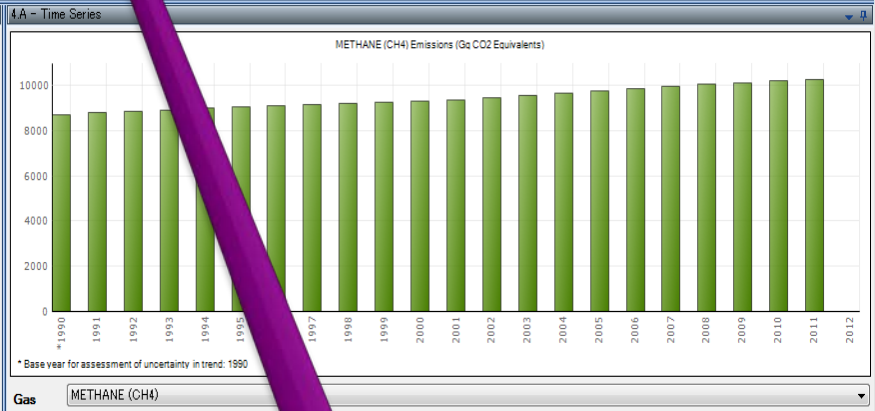 4.A - Time Series
METHANE (CH4) Emissions (Gg CO2 Equivalents)
10000
8000
6000
4000
2000
0
*1990 1991 1992 1993 1994 1995 1997 1998 1999 2000 2001 2002 2003 2004 2005 2006 2007 2008 2009 2010 2011 2012
* Base year for assessment of uncertainty in trend: 1990
Gas METHANE (CH4)